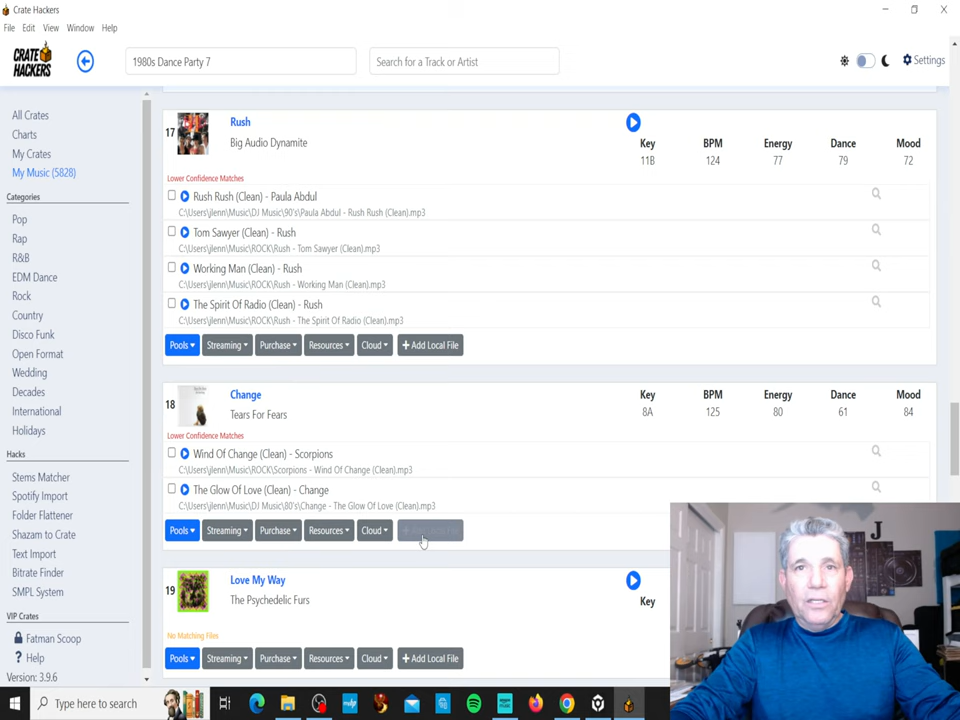 Crate Hackers
File Edit View Window Help
CRATE HACKERS
1980s Dance Party 7
Search for a Track or Artist
Settings
All Crates
Charts
My Crates
My Music (5828)
Categories
Pop
Rap
R&B
EDM Dance
Rock
Country
Disco Funk
Open Format
Wedding
Decades
International
Holidays
Hacks
Stems Matcher
Spotify Import
Folder Flattener
Shazam to Crate
Text Import
Bitrate Finder
SMPL System
VIP Crates
Fatman Scoop
Help
Version: 3.9.6
17 Rush
Big Audio Dynamite
Key BPM Energy Dance Mood
11B 124 77 79 72
Lower Confidence Matches
Rush Rush (Clean) - Paula Abdul
C:\Users\jlenn\Music\DJ Music\90's\Paula Abdul - Rush Rush (Clean).mp3
Tom Sawyer (Clean) - Rush
C:\Users\jlenn\Music\ROCK\Rush - Tom Sawyer (Clean).mp3
Working Man (Clean) - Rush
C:\Users\jlenn\Music\ROCK\Rush - Working Man (Clean).mp3
The Spirit Of Radio (Clean) - Rush
C:\Users\jlenn\Music\ROCK\Rush - The Spirit Of Radio (Clean).mp3
Pools Streaming Purchase Resources Cloud + Add Local File
18 Change
Tears For Fears
Key BPM Energy Dance Mood
8A 125 80 61 84
Lower Confidence Matches
Wind Of Change (Clean) - Scorpions
C:\Users\jlenn\Music\ROCK\Scorpions - Wind Of Change (Clean).mp3
The Glow Of Love (Clean) - Change
C:\Users\jlenn\Music\DJ Music\80's\Change - The Glow Of Love (Clean).mp3
Pools Streaming Purchase Resources Cloud + Add Local File
19 Love My Way
The Psychedelic Furs
Key
No Matching Files
Pools Streaming Purchase Resources Cloud + Add Local File
J
Type here to search